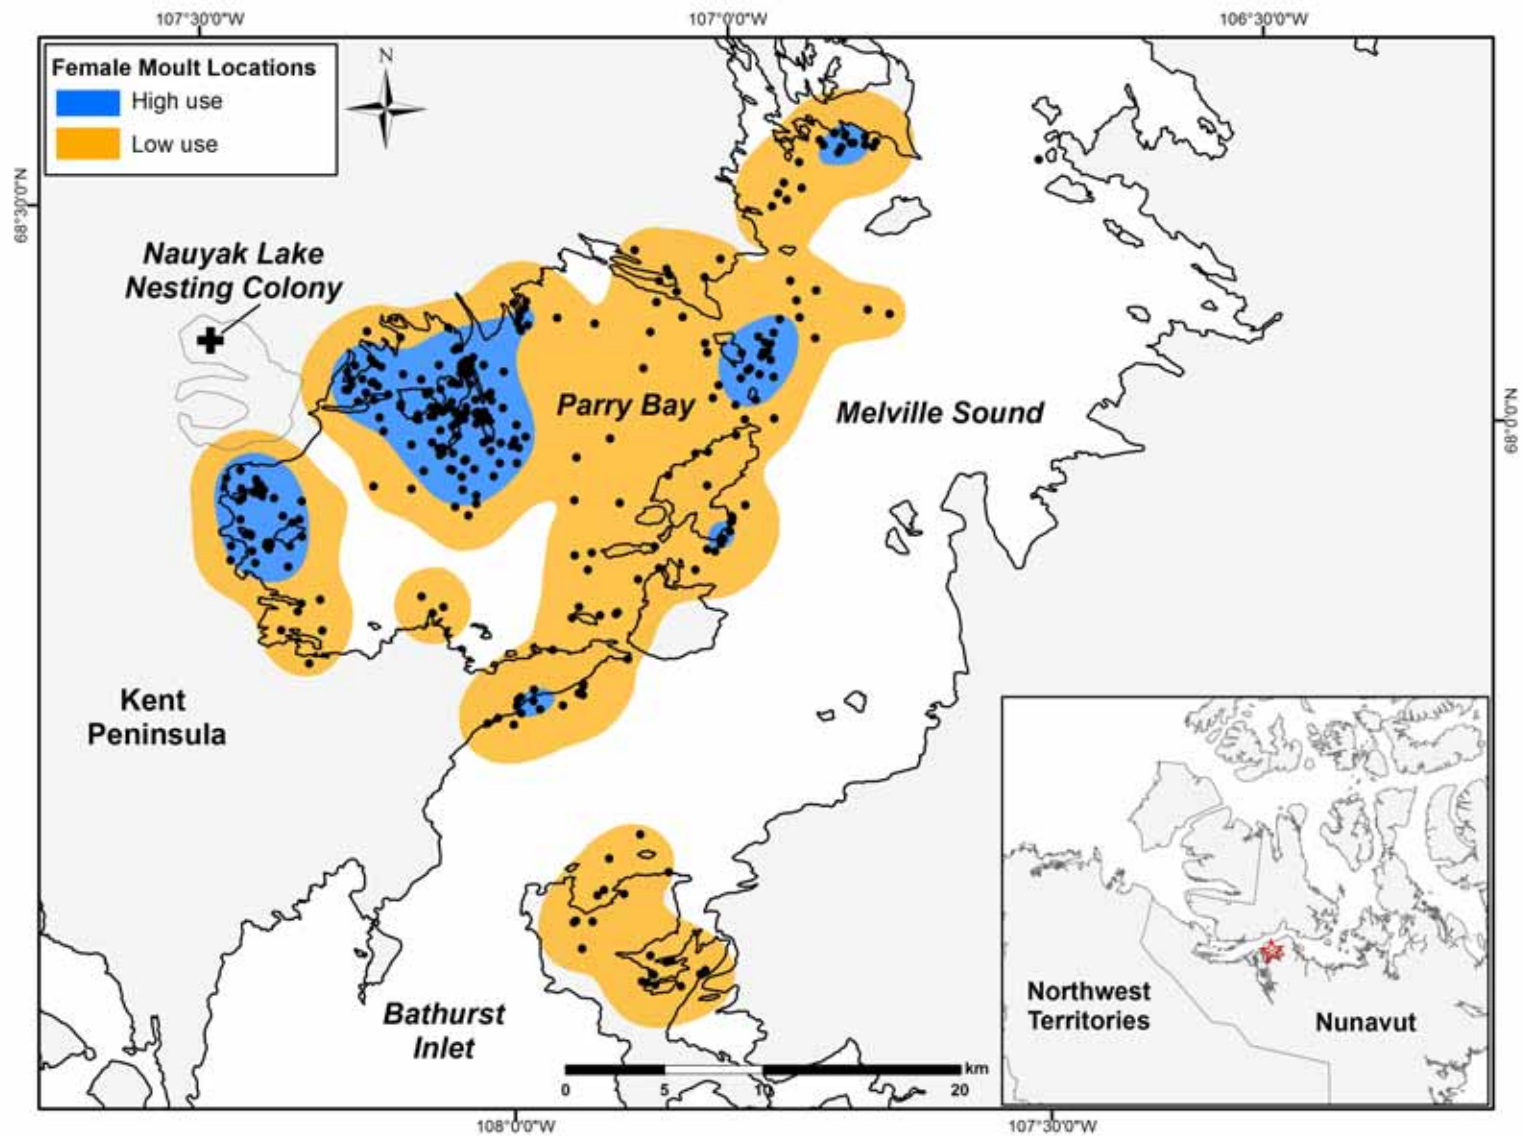 107°30'0"W
107°0'0"W
106°30'0"W
N
Female Moult Locations
High use
Low use
68°30'0"N
Nauyak Lake
Nesting Colony
Parry Bay
Melville Sound
68°0'0"N
Kent
Peninsula
Bathurst
Inlet
Northwest
Territories
Nunavut
km
0 5 10 20
108°0'0"W
107°30'0"W